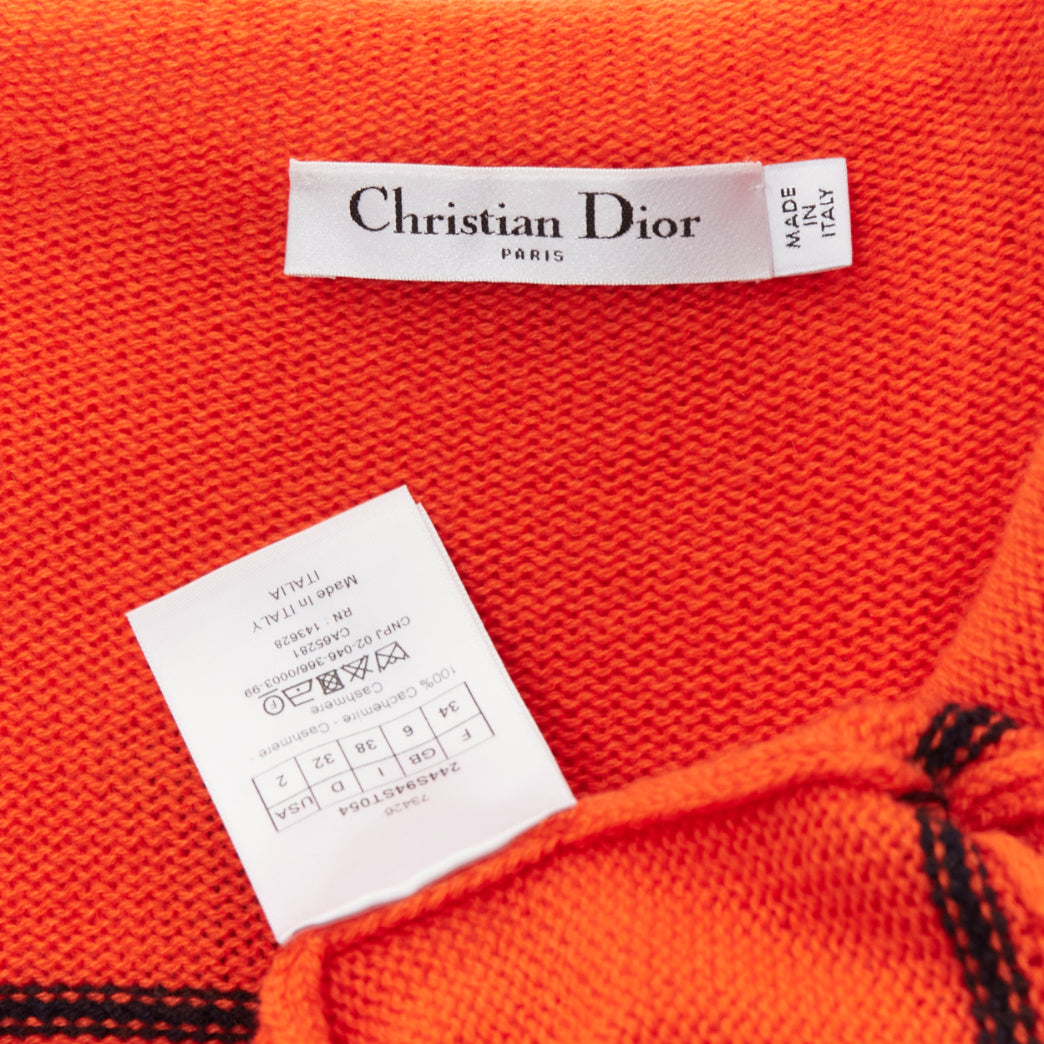 Christian Dior
PARIS
MADE
IN
ITALY
73426
244S94ST054
F GB I D USA
34 6 38 32 2
100% Cachemire - Cashmere -
Cashmere
F
CNPJ 02-046-366/0003-99
CA65281
RN : 143628
Made In ITALY
ITALIA